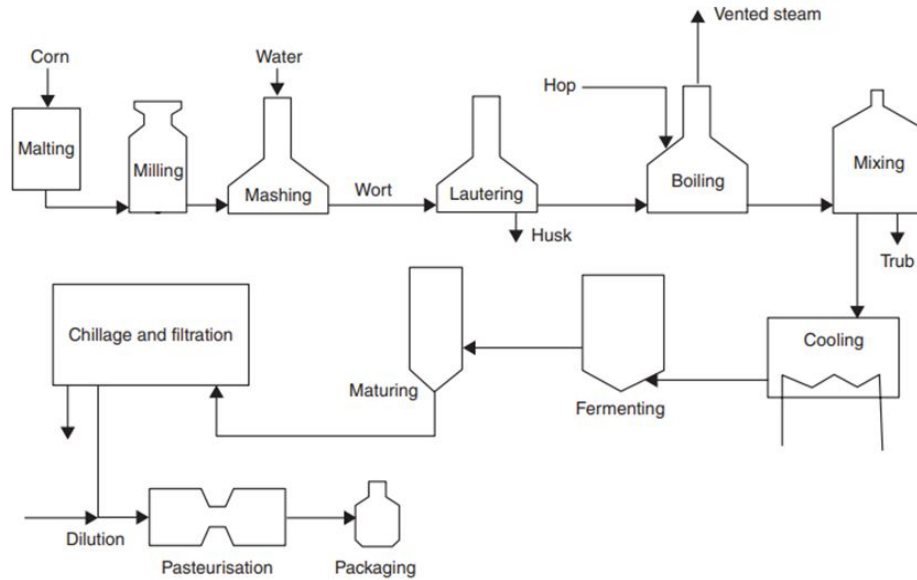 Vented steam
Corn
Water
Hop
Malting
Milling
Mashing
Wort
Lautering
Boiling
Mixing
Husk
Trub
Chillage and filtration
Maturing
Fermenting
Cooling
Dilution
Pasteurisation
Packaging